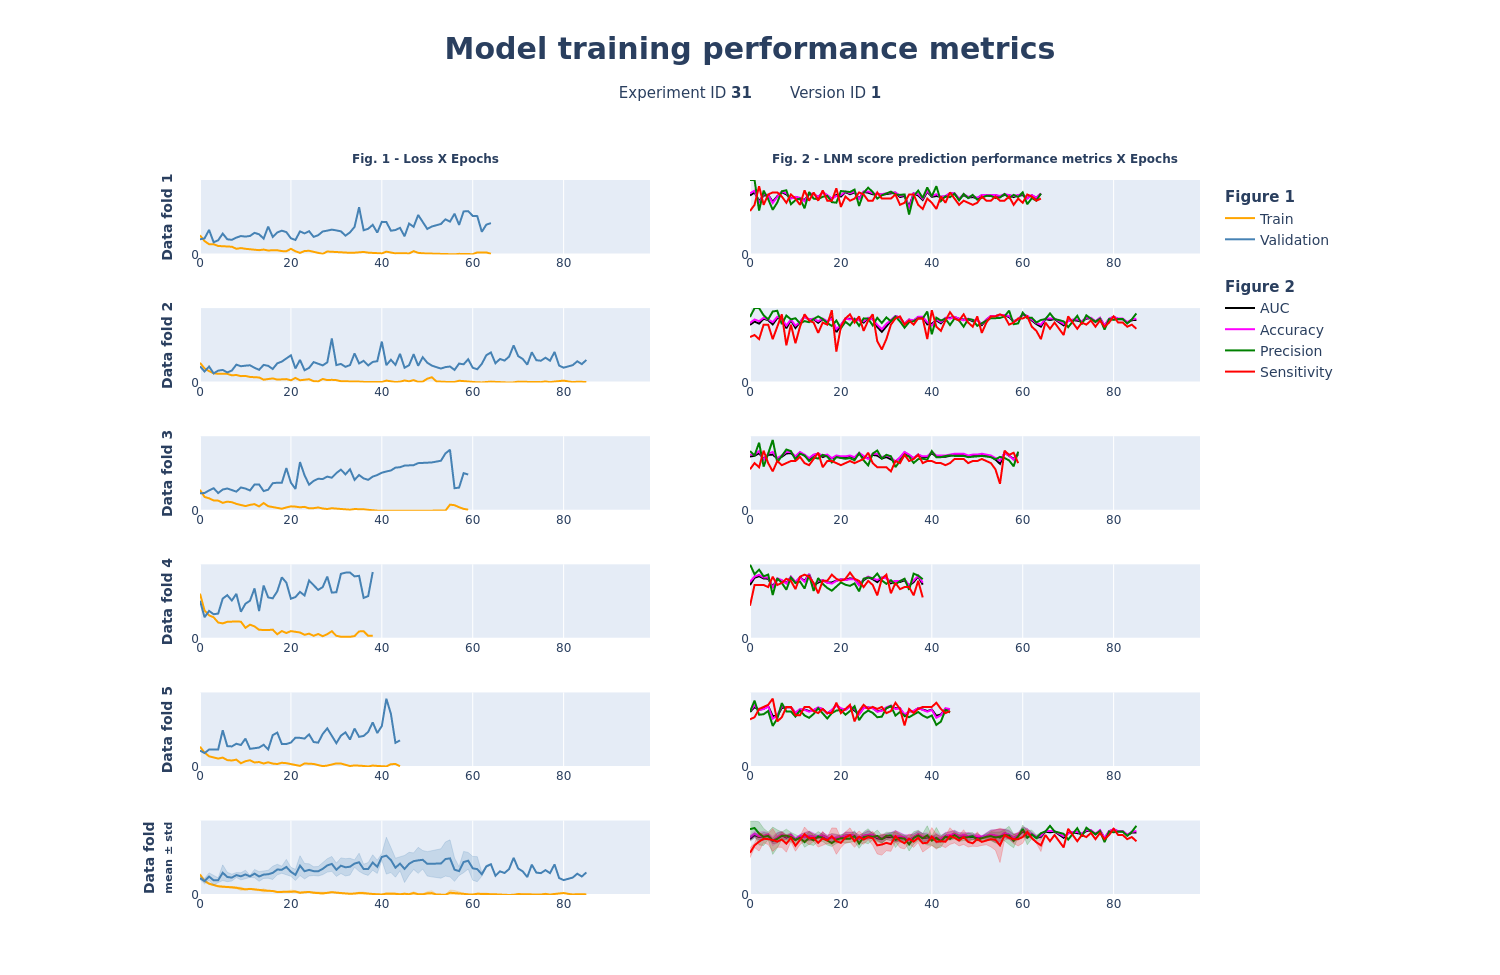 Model training performance metrics
Experiment ID 31 Version ID 1
Fig. 1 - Loss X Epochs
Fig. 2 - LNM score prediction performance metrics X Epochs
Data fold 1
0
0 20 40 60 80
0
0 20 40 60 80
Figure 1
Train
Validation
Figure 2
AUC
Accuracy
Precision
Sensitivity
Data fold 2
0
0 20 40 60 80
0
0 20 40 60 80
Data fold 3
0
0 20 40 60 80
0
0 20 40 60 80
Data fold 4
0
0 20 40 60 80
0
0 20 40 60 80
Data fold 5
0
0 20 40 60 80
0
0 20 40 60 80
Data fold
mean ± std
0
0 20 40 60 80
0
0 20 40 60 80